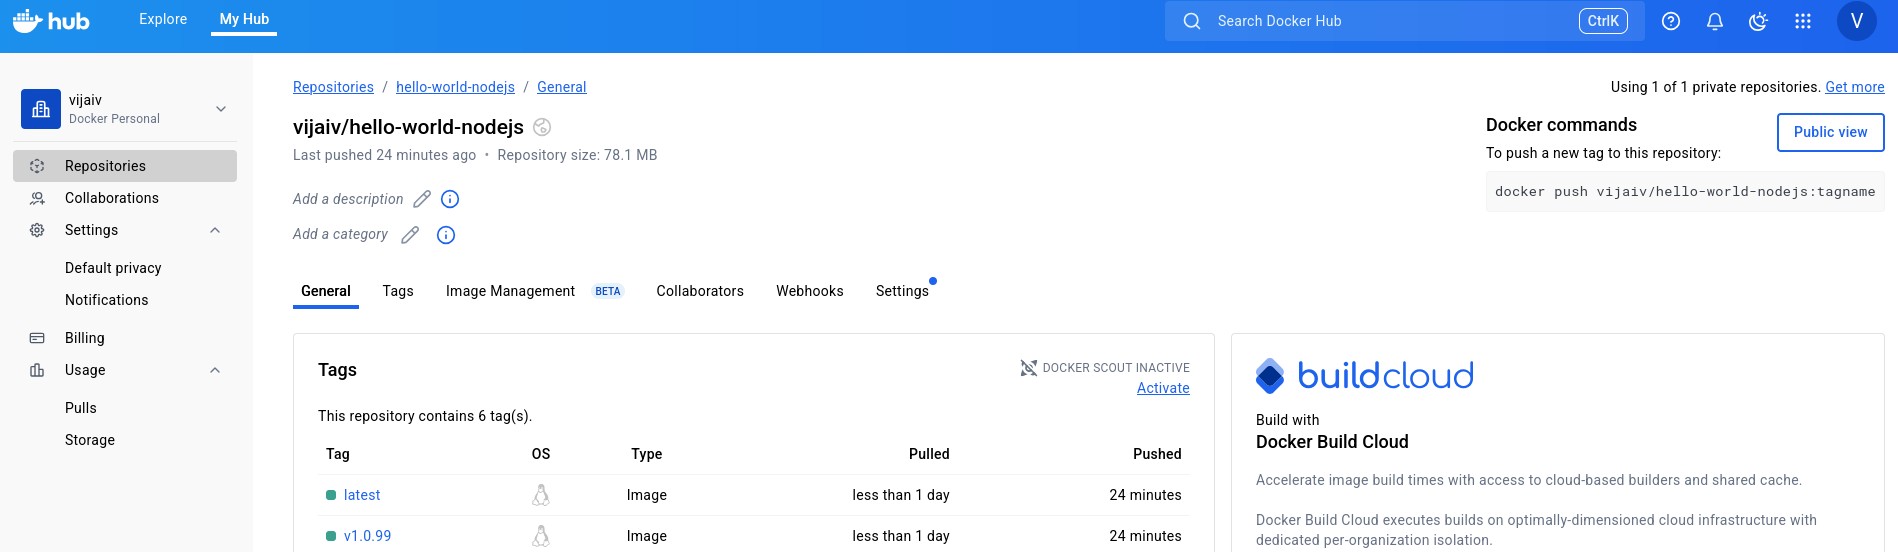 hub
Explore
My Hub
Search Docker Hub
CtrlK
V
vijaiv
Docker Personal
Repositories
Collaborations
Settings
Default privacy
Notifications
Billing
Usage
Pulls
Storage
Repositories / hello-world-nodejs / General
Using 1 of 1 private repositories. Get more
vijaiv/hello-world-nodejs
Last pushed 24 minutes ago • Repository size: 78.1 MB
Add a description
Add a category
Docker commands
Public view
To push a new tag to this repository:
docker push vijaiv/hello-world-nodejs:tagname
General Tags Image Management BETA Collaborators Webhooks Settings
Tags
DOCKER SCOUT INACTIVE
Activate
This repository contains 6 tag(s).
Tag OS Type Pulled Pushed
latest Image less than 1 day 24 minutes
v1.0.99 Image less than 1 day 24 minutes
buildcloud
Build with
Docker Build Cloud
Accelerate image build times with access to cloud-based builders and shared cache.
Docker Build Cloud executes builds on optimally-dimensioned cloud infrastructure with
dedicated per-organization isolation.